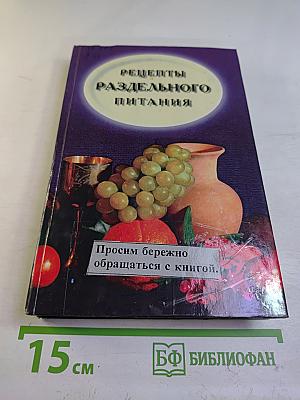 РЕЦЕПТЫ
РАЗДЕЛЬНОГО
ПИТАНИЯ
Просим бережно
обращаться с книгой.
15 см
БФ БИБЛИОФАН